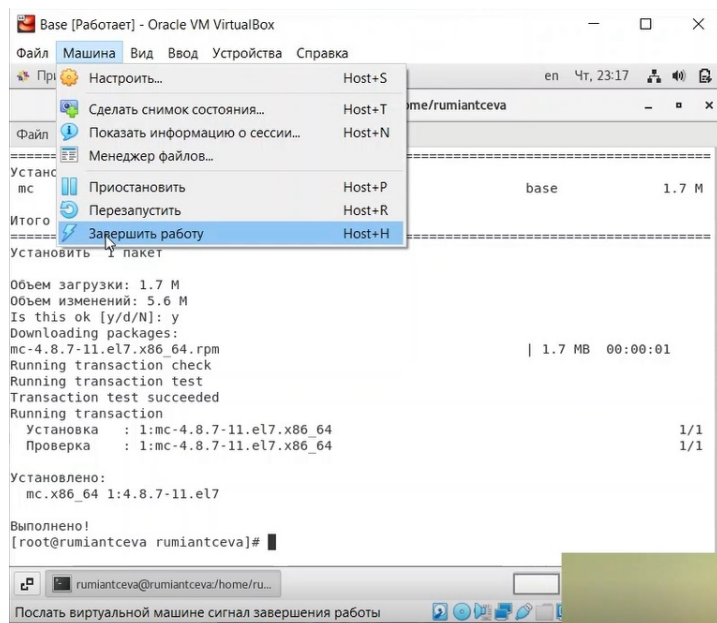 Base [Работает] - Oracle VM VirtualBox
Файл Машина Вид Ввод Устройства Справка
en Чт, 23:17
Настроить... Host+S
Сделать снимок состояния... Host+T
me/rumiantceva
Показать информацию о сессии... Host+N
Файл
Менеджер файлов...
mc base 1.7 M
Приостановить Host+P
Перезапустить Host+R
Итого
Завершить работу Host+H
Установить 1 пакет
Объем загрузки: 1.7 M
Объем изменений: 5.6 M
Is this ok [y/d/N]: y
Downloading packages:
mc-4.8.7-11.el7.x86_64.rpm | 1.7 MB 00:00:01
Running transaction check
Running transaction test
Transaction test succeeded
Running transaction
Установка : 1:mc-4.8.7-11.el7.x86_64 1/1
Проверка : 1:mc-4.8.7-11.el7.x86_64 1/1
Установлено:
mc.x86_64 1:4.8.7-11.el7
Выполнено!
[root@rumiantceva rumiantceva]#
rumiantceva@rumiantceva:/home/ru...
Послать виртуальной машине сигнал завершения работы